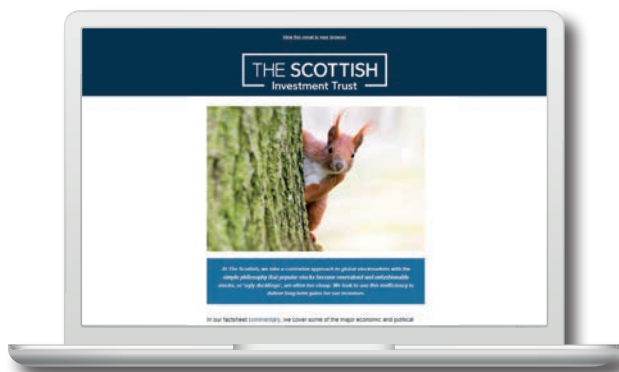 View this email in your browser
THE SCOTTISH
Investment Trust
At The Scottish, we take a contrarian approach to global stockmarkets with the
simple philosophy that popular stocks become overvalued and unfashionable
stocks, or 'ugly ducklings', are often too cheap. We look to use this inefficiency to
deliver long-term gains for our investors.
In our factsheet commentary, we cover some of the major economic and political